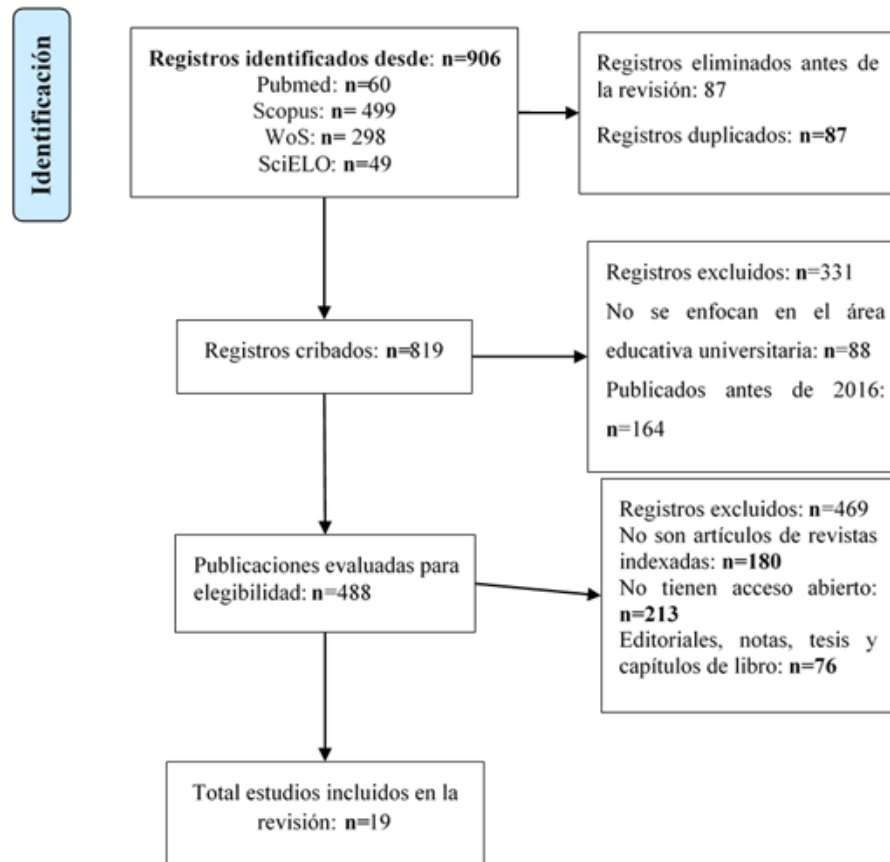 Identificación
Registros identificados desde: n=906
Pubmed: n=60
Scopus: n= 499
WoS: n= 298
SciELO: n=49
Registros eliminados antes de
la revisión: 87
Registros duplicados: n=87
Registros cribados: n=819
Registros excluidos: n=331
No se enfocan en el área
educativa universitaria: n=88
Publicados antes de 2016:
n=164
Publicaciones evaluadas para
elegibilidad: n=488
Registros excluidos: n=469
No son artículos de revistas
indexadas: n=180
No tienen acceso abierto:
n=213
Editoriales, notas, tesis y
capítulos de libro: n=76
Total estudios incluidos en la
revisión: n=19